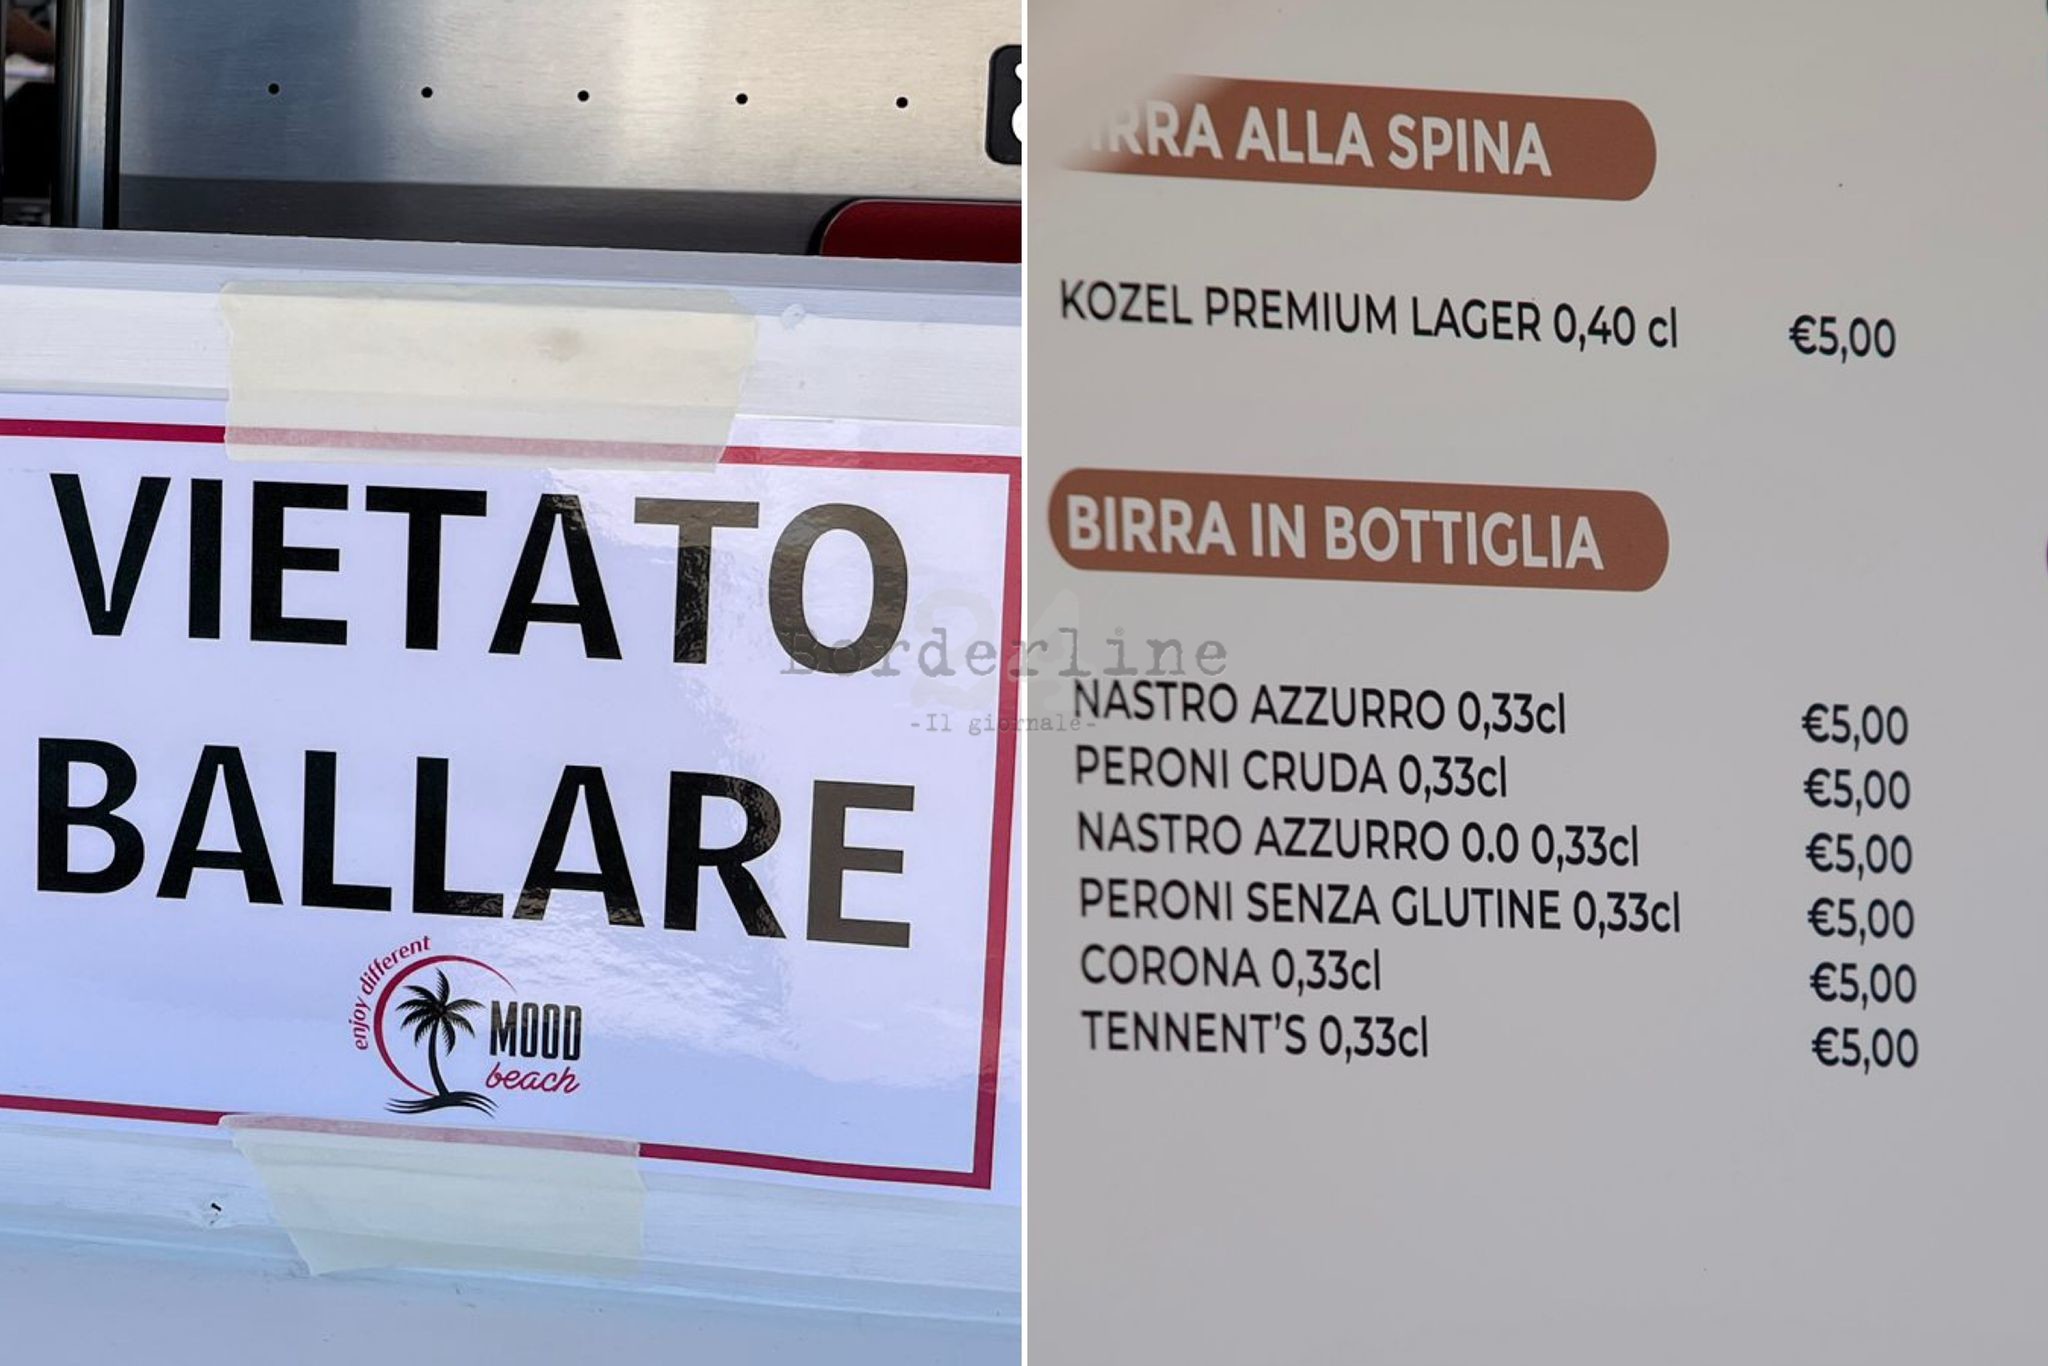 VIETATO
BALLARE
enjoy different
MOOD
beach
IRRA ALLA SPINA
KOZEL PREMIUM LAGER 0,40 cl €5,00
BIRRA IN BOTTIGLIA
NASTRO AZZURRO 0,33cl €5,00
PERONI CRUDA 0,33cl €5,00
NASTRO AZZURRO 0.0 0,33cl €5,00
PERONI SENZA GLUTINE 0,33cl €5,00
CORONA 0,33cl €5,00
TENNENT'S 0,33cl €5,00
Borderline
24
-Il giornale-